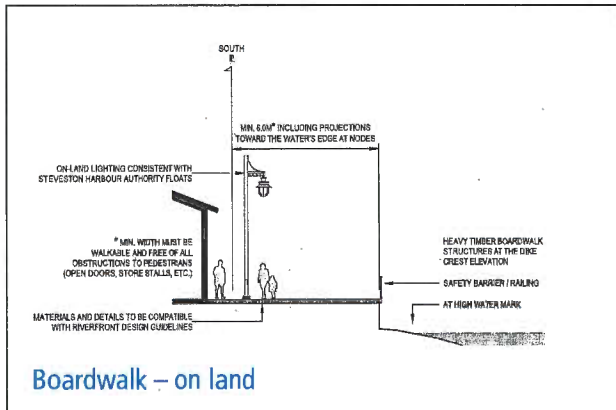 SOUTH
PL
MIN. 6.0M* INCLUDING PROJECTIONS
TOWARD THE WATER'S EDGE AT NODES
ON-LAND LIGHTING CONSISTENT WITH
STEVESTON HARBOUR AUTHORITY FLOATS
* MIN. WIDTH MUST BE
WALKABLE AND FREE OF ALL
OBSTRUCTIONS TO PEDESTRIANS
(OPEN DOORS, STORE STALLS, ETC.)
HEAVY TIMBER BOARDWALK
STRUCTURES AT THE DIKE
CREST ELEVATION
SAFETY BARRIER / RAILING
AT HIGH WATER MARK
MATERIALS AND DETAILS TO BE COMPATIBLE
WITH RIVERFRONT DESIGN GUIDELINES
Boardwalk – on land